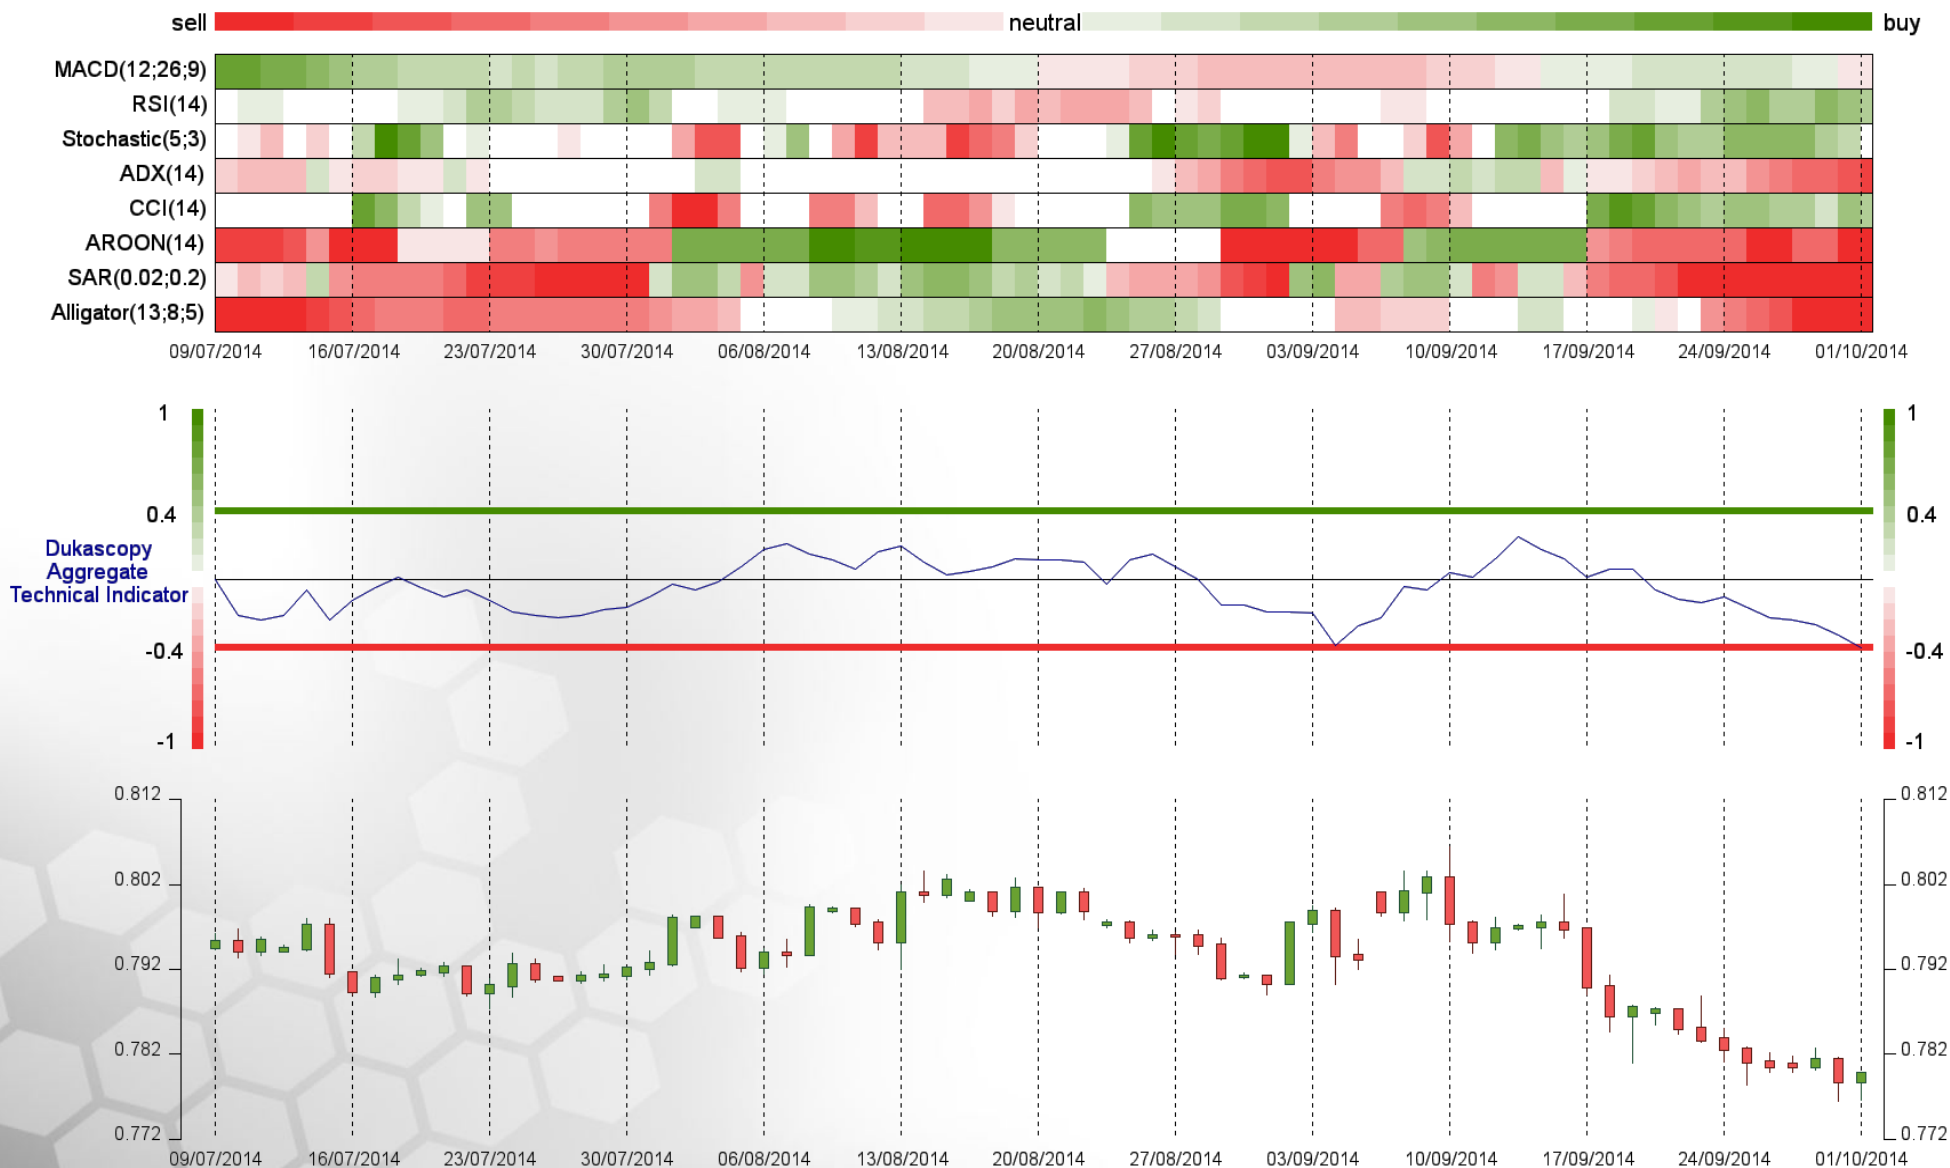 sell neutral buy
MACD(12;26;9)
RSI(14)
Stochastic(5;3)
ADX(14)
CCI(14)
AROON(14)
SAR(0.02;0.2)
Alligator(13;8;5)
09/07/2014 16/07/2014 23/07/2014 30/07/2014 06/08/2014 13/08/2014 20/08/2014 27/08/2014 03/09/2014 10/09/2014 17/09/2014 24/09/2014 01/10/2014
1 1
0.4 0.4
Dukascopy
Aggregate
Technical Indicator
-0.4 -0.4
-1 -1
0.812 0.812
0.802 0.802
0.792 0.792
0.782 0.782
0.772 0.772
09/07/2014 16/07/2014 23/07/2014 30/07/2014 06/08/2014 13/08/2014 20/08/2014 27/08/2014 03/09/2014 10/09/2014 17/09/2014 24/09/2014 01/10/2014